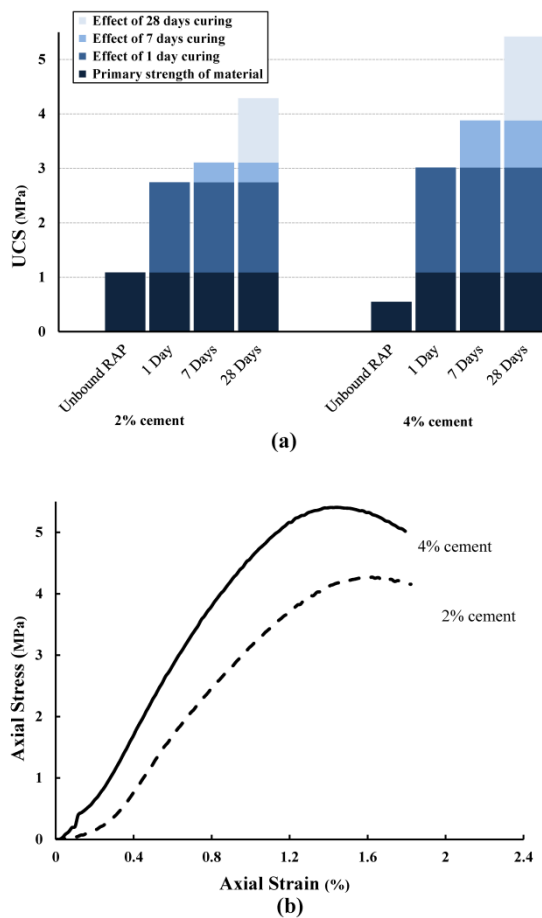 Effect of 28 days curing
Effect of 7 days curing
Effect of 1 day curing
Primary strength of material
5
4
3
2
1
0
UCS (MPa)
Unbound RAP
1 Day
7 Days
28 Days
Unbound RAP
1 Day
7 Days
28 Days
2% cement
4% cement
(a)
5
4
3
2
1
0
Axial Stress (MPa)
4% cement
2% cement
0
0.4
0.8
1.2
1.6
2
2.4
Axial Strain (%)
(b)